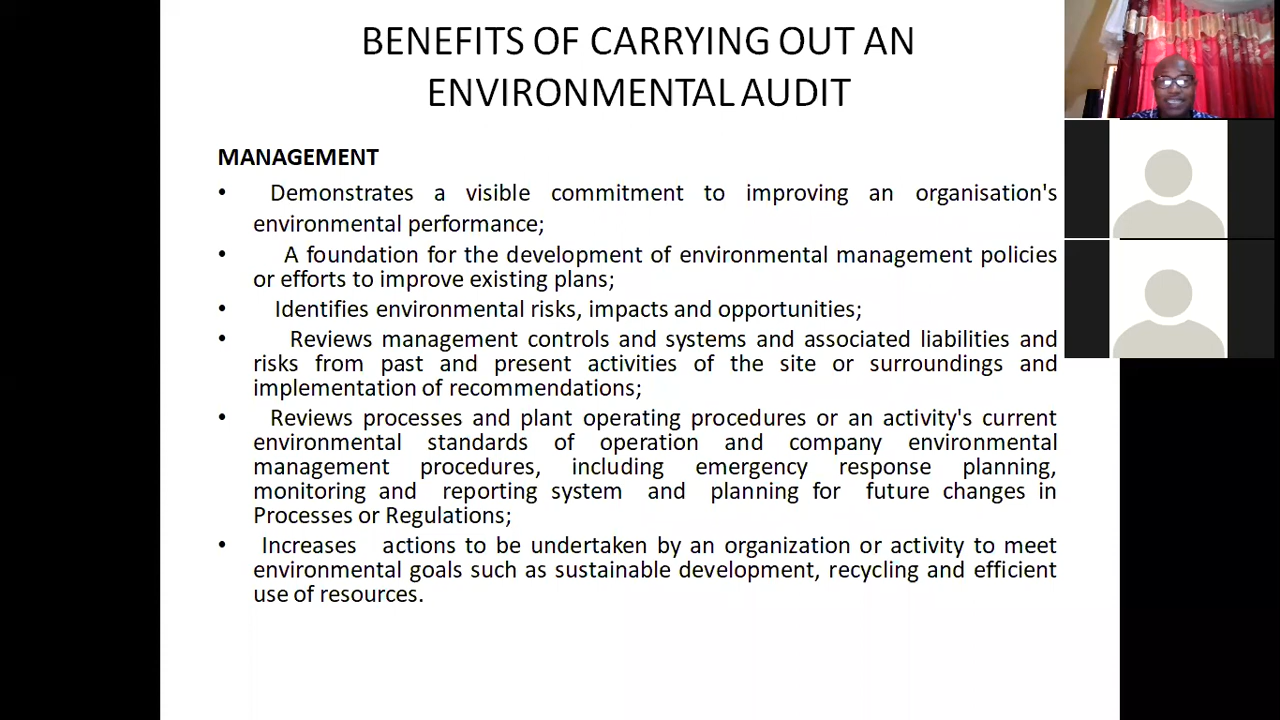 BENEFITS OF CARRYING OUT AN
ENVIRONMENTAL AUDIT
MANAGEMENT
• Demonstrates a visible commitment to improving an organisation's
environmental performance;
• A foundation for the development of environmental management policies
or efforts to improve existing plans;
• Identifies environmental risks, impacts and opportunities;
• Reviews management controls and systems and associated liabilities and
risks from past and present activities of the site or surroundings and
implementation of recommendations;
• Reviews processes and plant operating procedures or an activity's current
environmental standards of operation and company environmental
management procedures, including emergency response planning,
monitoring and reporting system and planning for future changes in
Processes or Regulations;
• Increases actions to be undertaken by an organization or activity to meet
environmental goals such as sustainable development, recycling and efficient
use of resources.